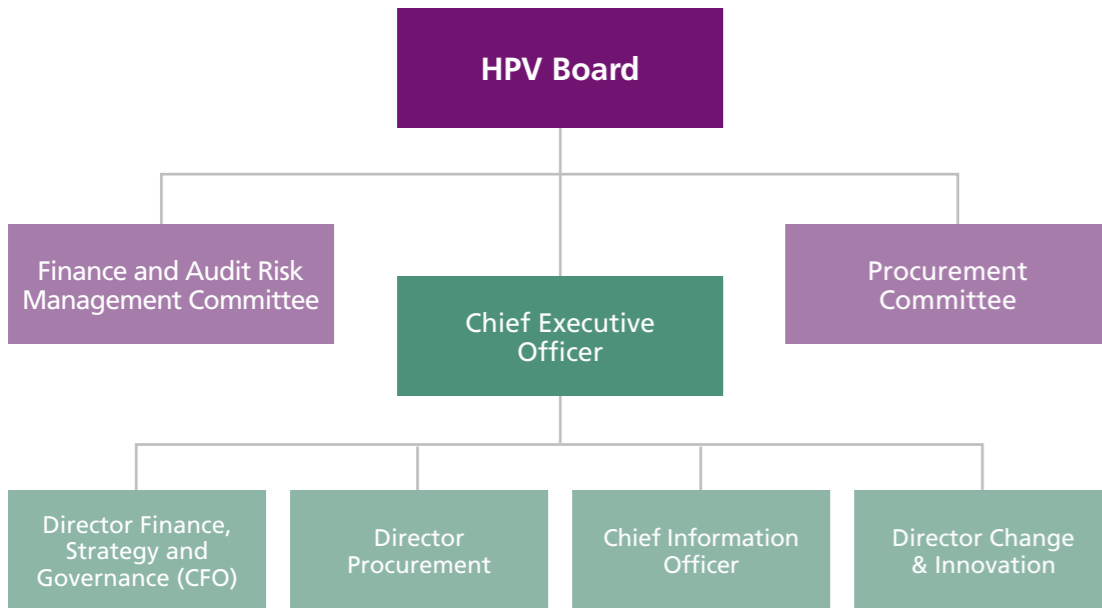 HPV Board
Finance and Audit Risk
Management Committee
Procurement
Committee
Chief Executive
Officer
Director Finance,
Strategy and
Governance (CFO)
Director
Procurement
Chief Information
Officer
Director Change
& Innovation